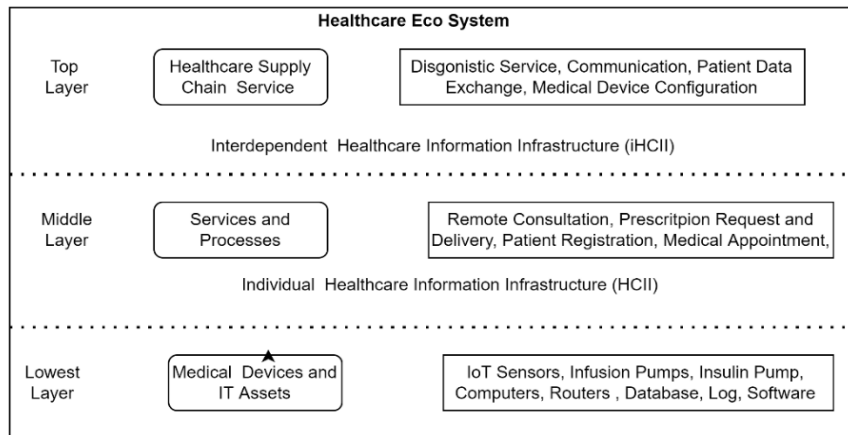 Healthcare Eco System
Top
Layer
Healthcare Supply
Chain Service
Disgonistic Service, Communication, Patient Data
Exchange, Medical Device Configuration
Interdependent Healthcare Information Infrastructure (iHCII)
Middle
Layer
Services and
Processes
Remote Consultation, Prescritpion Request and
Delivery, Patient Registration, Medical Appointment,
Individual Healthcare Information Infrastructure (HCII)
Lowest
Layer
Medical Devices and
IT Assets
IoT Sensors, Infusion Pumps, Insulin Pump,
Computers, Routers , Database, Log, Software